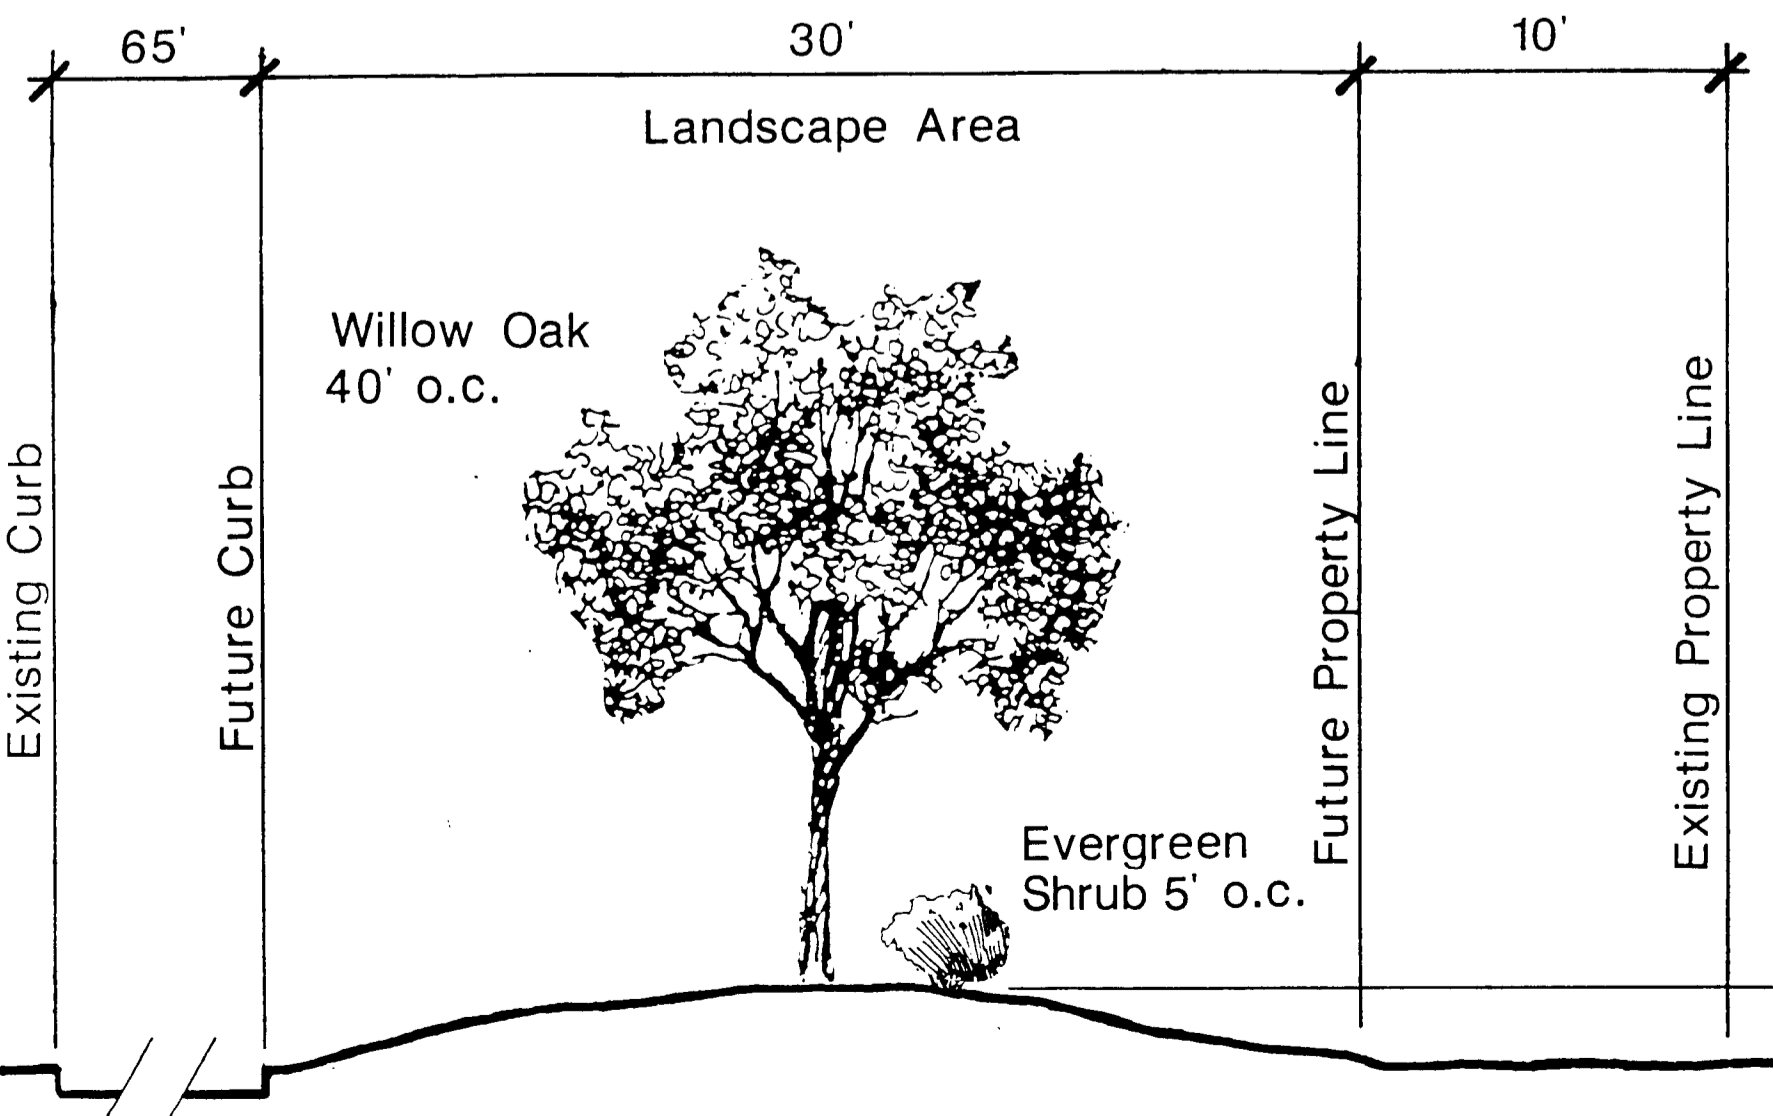 65'
30'
10'
Landscape Area
Willow Oak
40' o.c.
Existing Curb
Future Curb
Future Property Line
Existing Property Line
Evergreen
Shrub 5' o.c.